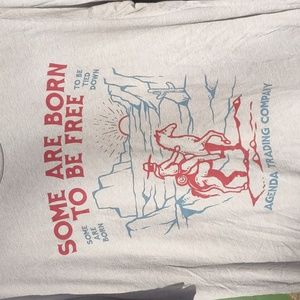 SOME ARE BORN
TO BE FREE
SOME
ARE
BORN
TO BE
TIED
DOWN
AGENDA TRADING COMPANY